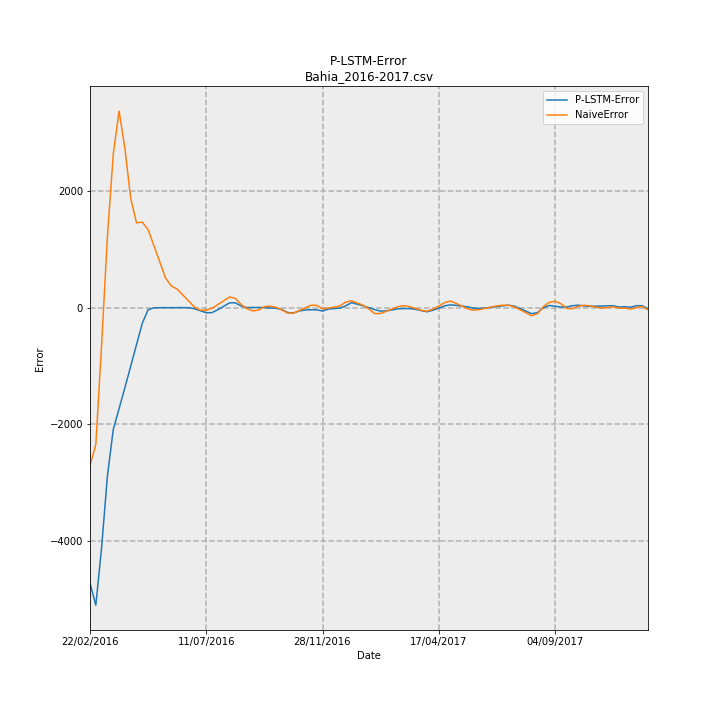 P-LSTM-Error
Bahia_2016-2017.csv
P-LSTM-Error
NaiveError
2000
0
−2000
−4000
Error
22/02/2016 11/07/2016 28/11/2016 17/04/2017 04/09/2017
Date